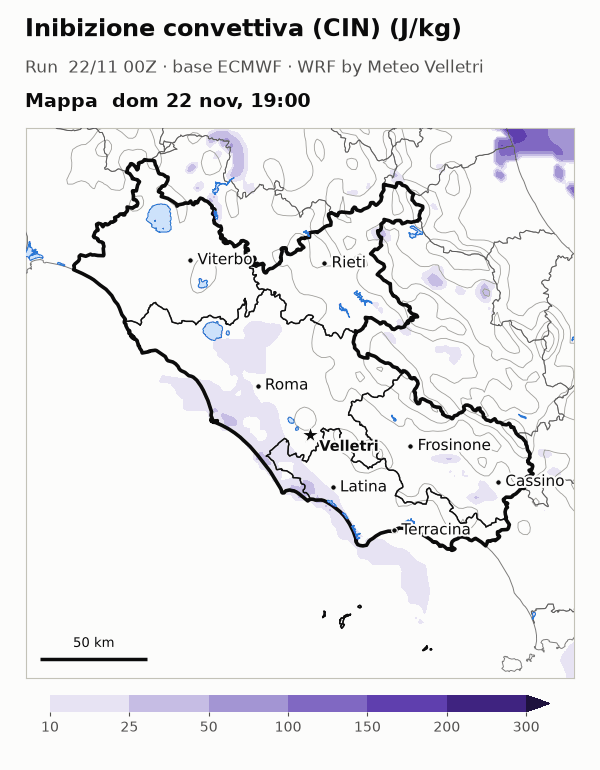 Inibizione convettiva (CIN) (J/kg)
Run  22/11 00Z · base ECMWF · WRF by Meteo Velletri
Mappa  dom 22 nov, 19:00
Viterbo
Rieti
Roma
Velletri
Frosinone
Cassino
Latina
Terracina
50 km
10 25 50 100 150 200 300